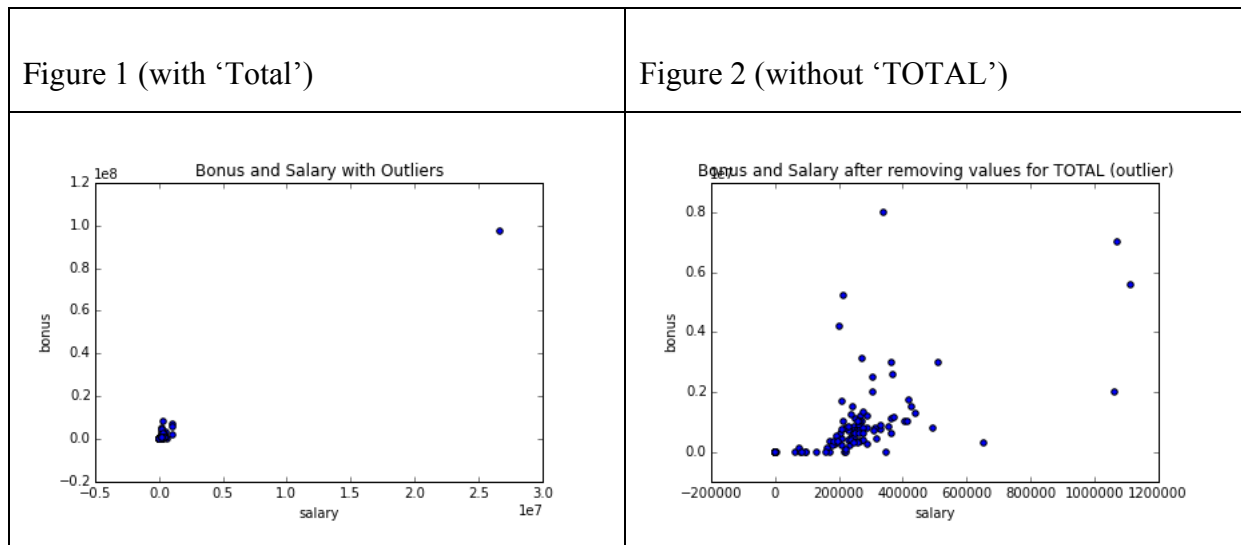 Figure 1 (with ‘Total’)
Figure 2 (without ‘TOTAL’)
Bonus and Salary with Outliers
1e8
1.2
1.0
0.8
0.6
0.4
0.2
0.0
−0.2
bonus
−0.5
0.0
0.5
1.0
1.5
2.0
2.5
3.0
salary
1e7
Bonus and Salary after removing values for TOTAL (outlier)
1e7
0.8
0.6
0.4
0.2
0.0
bonus
−200000
0
200000
400000
600000
800000
1000000
1200000
salary